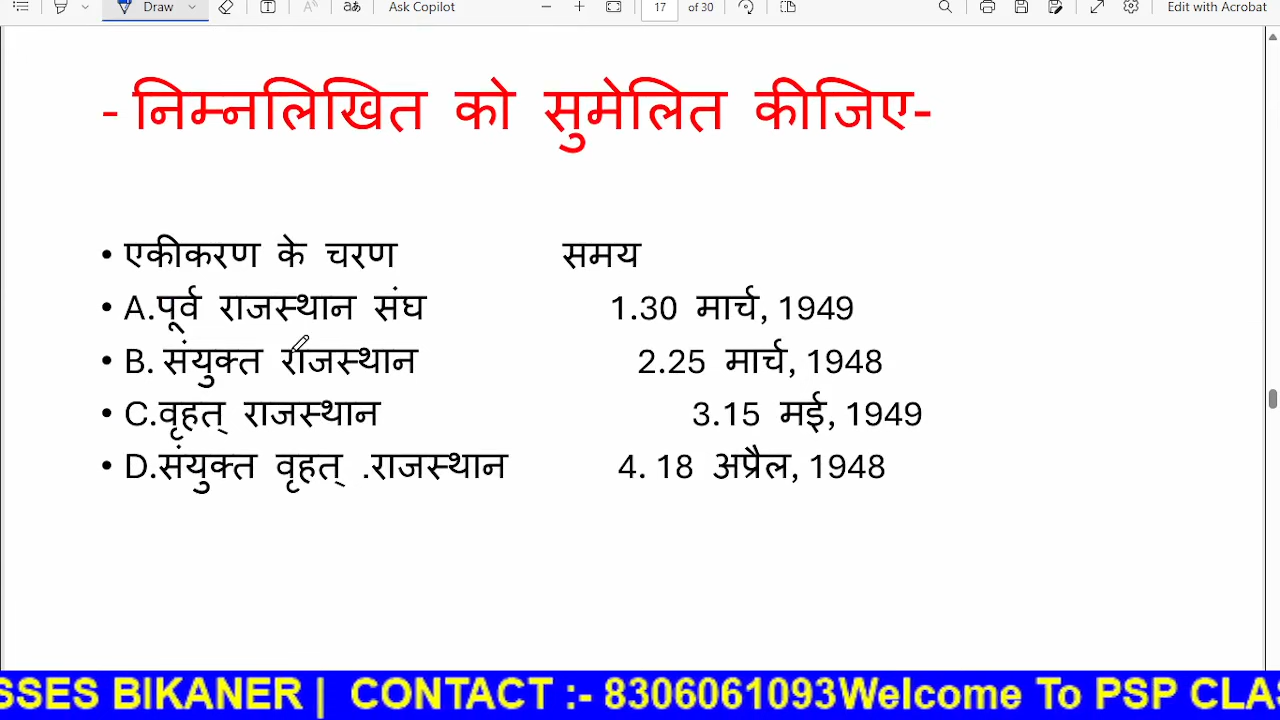 Draw Ask Copilot 17 of 30 Edit with Acrobat
- निम्नलिखित को सुमेलित कीजिए-
• एकीकरण के चरण समय
• A.पूर्व राजस्थान संघ 1.30 मार्च, 1949
• B. संयुक्त राजस्थान 2.25 मार्च, 1948
• C.वृहत् राजस्थान 3.15 मई, 1949
• D.संयुक्त वृहत् .राजस्थान 4. 18 अप्रैल, 1948
SSES BIKANER | CONTACT :- 8306061093Welcome To PSP CLA